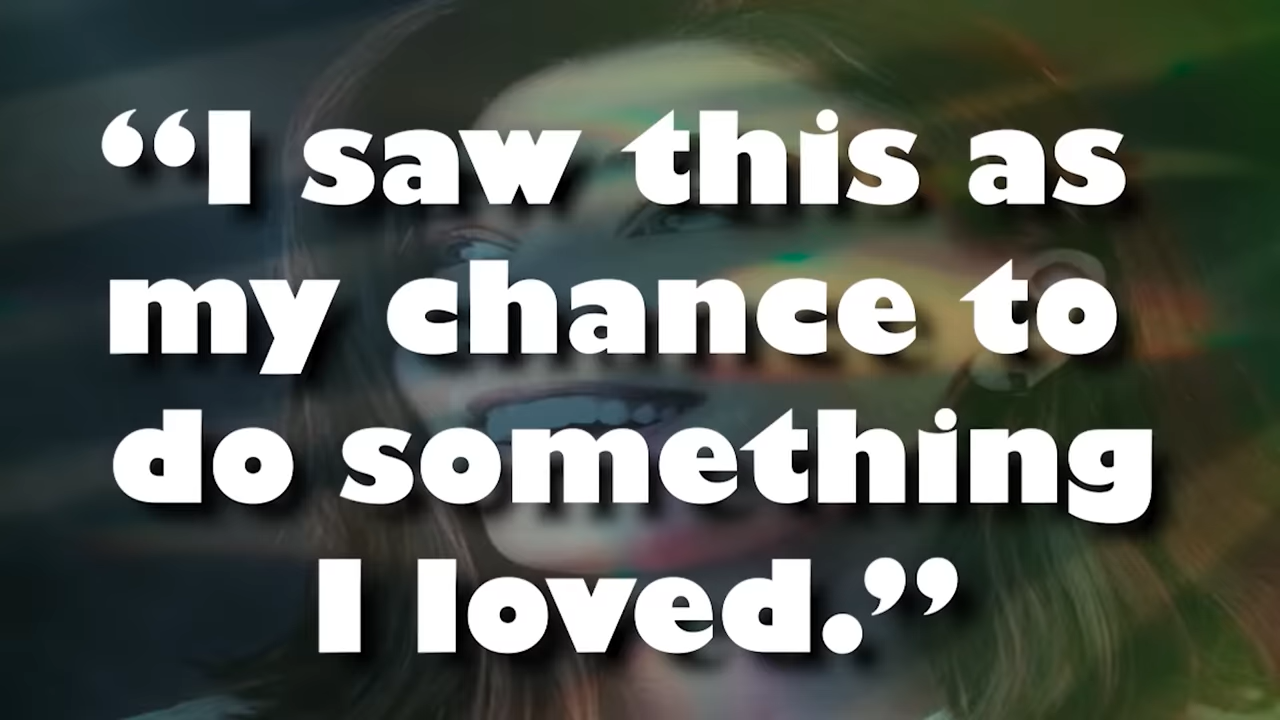 “I saw this as
my chance to
do something
I loved.”